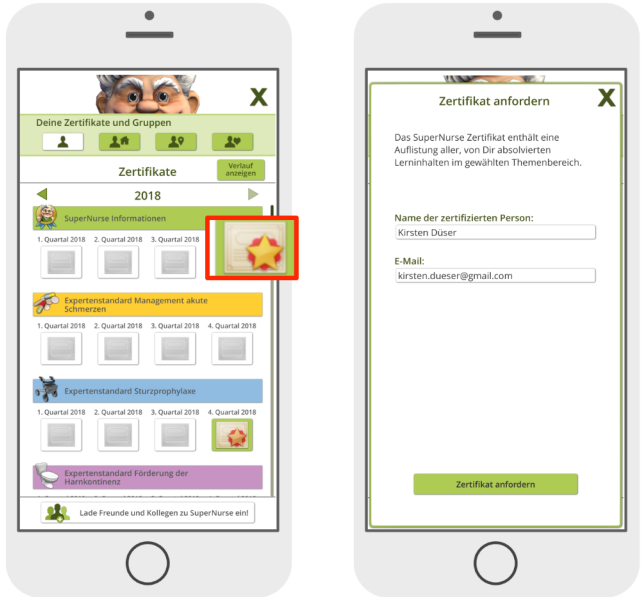 X
Deine Zertifikate und Gruppen
Zertifikate
Verlauf
anzeigen
2018
SuperNurse Informationen
1. Quartal 2018 2. Quartal 2018 3. Quartal 2018
Expertenstandard Management akute
Schmerzen
1. Quartal 2018 2. Quartal 2018 3. Quartal 2018 4. Quartal 2018
Expertenstandard Sturzprophylaxe
1. Quartal 2018 2. Quartal 2018 3. Quartal 2018 4. Quartal 2018
Expertenstandard Förderung der
Harnkontinenz
Lade Freunde und Kollegen zu SuperNurse ein!
Zertifikat anfordern X
Das SuperNurse Zertifikat enthält eine
Auflistung aller, von Dir absolvierten
Lerninhalten im gewählten Themenbereich.
Name der zertifizierten Person:
Kirsten Düser
E-Mail:
kirsten.dueser@gmail.com
Zertifikat anfordern